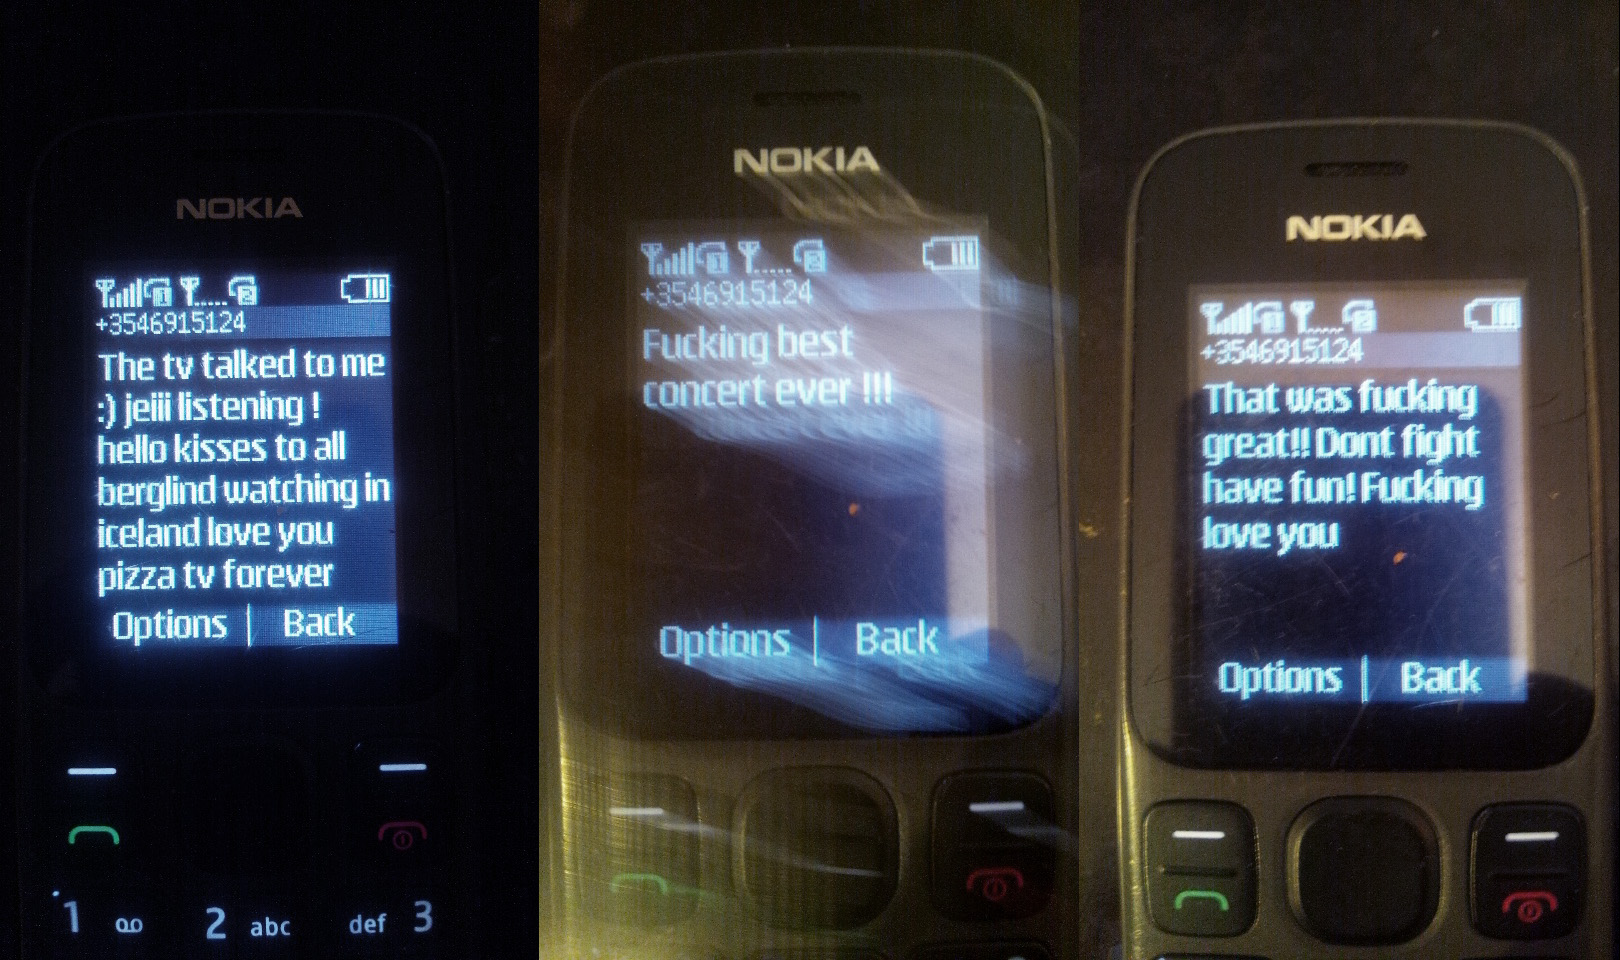 NOKIA
+3546915124
The tv talked to me
:) jeiii listening !
hello kisses to all
berglind watching in
iceland love you
pizza tv forever
Options | Back
1 2 abc def 3
NOKIA
+3546915124
Fucking best
concert ever !!!
Options | Back
NOKIA
+3546915124
That was fucking
great!! Dont fight
have fun! Fucking
love you
Options | Back